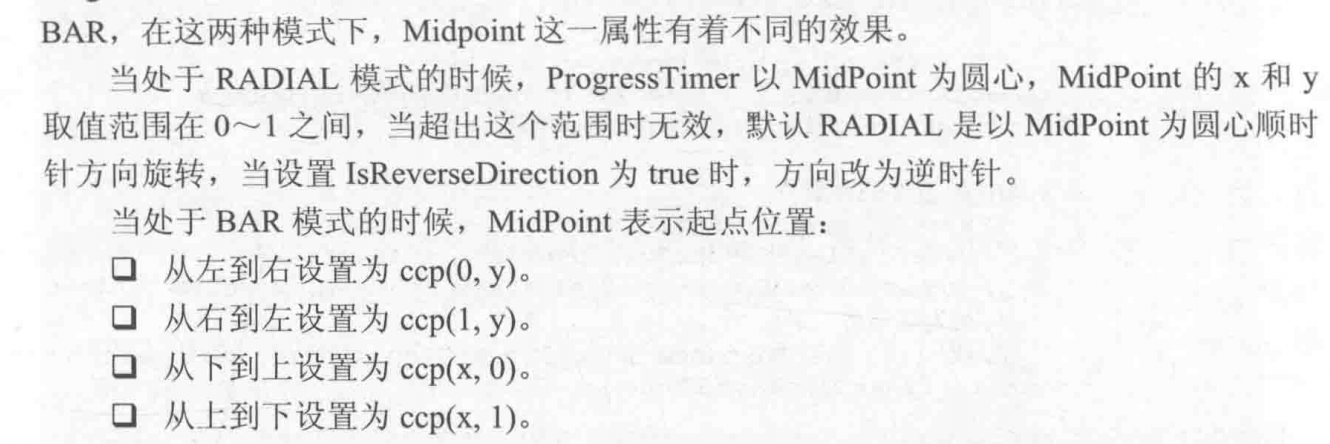 BAR，在这两种模式下，Midpoint 这一属性有着不同的效果。
当处于 RADIAL 模式的时候，ProgressTimer 以 MidPoint 为圆心，MidPoint 的 x 和 y
取值范围在 0～1 之间，当超出这个范围时无效，默认 RADIAL 是以 MidPoint 为圆心顺时
针方向旋转，当设置 IsReverseDirection 为 true 时，方向改为逆时针。
当处于 BAR 模式的时候，MidPoint 表示起点位置：
❑ 从左到右设置为 ccp(0, y)。
❑ 从右到左设置为 ccp(1, y)。
❑ 从下到上设置为 ccp(x, 0)。
❑ 从上到下设置为 ccp(x, 1)。